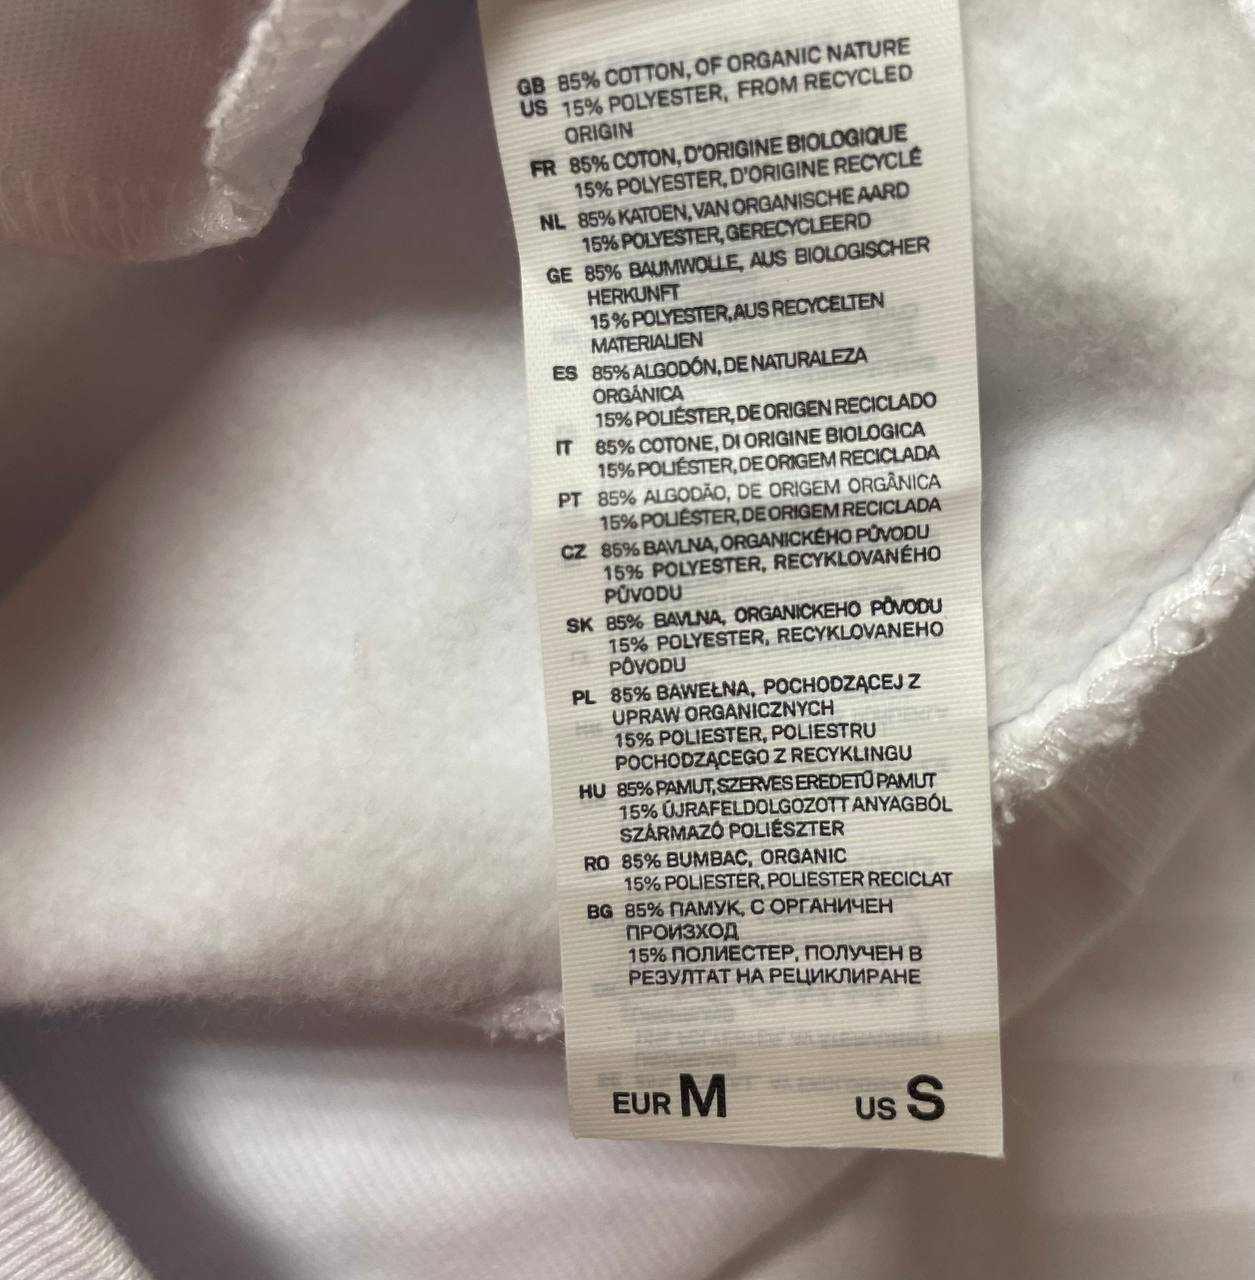 GB 85% COTTON, OF ORGANIC NATURE
US 15% POLYESTER, FROM RECYCLED
ORIGIN
FR 85% COTON, D'ORIGINE BIOLOGIQUE
15% POLYESTER, D'ORIGINE RECYCLÉ
NL 85% KATOEN, VAN ORGANISCHE AARD
15% POLYESTER, GERECYCLEERD
GE 85% BAUMWOLLE, AUS BIOLOGISCHER
HERKUNFT
15% POLYESTER, AUS RECYCELTEN
MATERIALIEN
ES 85% ALGODÓN, DE NATURALEZA
ORGÁNICA
15% POLIÉSTER, DE ORIGEN RECICLADO
IT 85% COTONE, DI ORIGINE BIOLOGICA
15% POLIÉSTER, DE ORIGEM RECICLADA
PT 85% ALGODÃO, DE ORIGEM ORGÂNICA
15% POLIÉSTER, DE ORIGEM RECICLADA
CZ 85% BAVLNA, ORGANICKÉHO PŮVODU
15% POLYESTER, RECYKLOVANÉHO
PŮVODU
SK 85% BAVLNA, ORGANICKEHO PÔVODU
15% POLYESTER, RECYKLOVANEHO
PÔVODU
PL 85% BAWEŁNA, POCHODZĄCEJ Z
UPRAW ORGANICZNYCH
15% POLIESTER, POLIESTRU
POCHODZĄCEGO Z RECYKLINGU
HU 85% PAMUT, SZERVES EREDETŰ PAMUT
15% ÚJRAFELDOLGOZOTT ANYAGBÓL
SZÁRMAZÓ POLIÉSZTER
RO 85% BUMBAC, ORGANIC
15% POLIESTER, POLIESTER RECICLAT
BG 85% ПАМУК, С ОРГАНИЧЕН
ПРОИЗХОД
15% ПОЛИЕСТЕР, ПОЛУЧЕН В
РЕЗУЛТАТ НА РЕЦИКЛИРАНЕ
EUR M US S